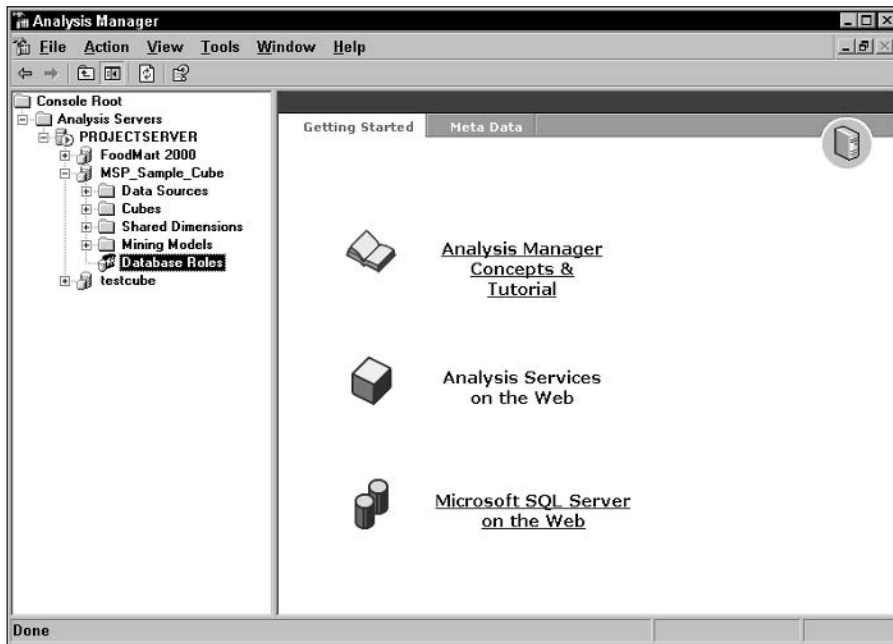 Analysis Manager
File Action View Tools Window Help
Console Root
Analysis Servers
PROJECTSERVER
FoodMart 2000
MSP_Sample_Cube
Data Sources
Cubes
Shared Dimensions
Mining Models
Database Roles
testcube
Getting Started Meta Data
Analysis Manager
Concepts &
Tutorial
Analysis Services
on the Web
Microsoft SQL Server
on the Web
Done